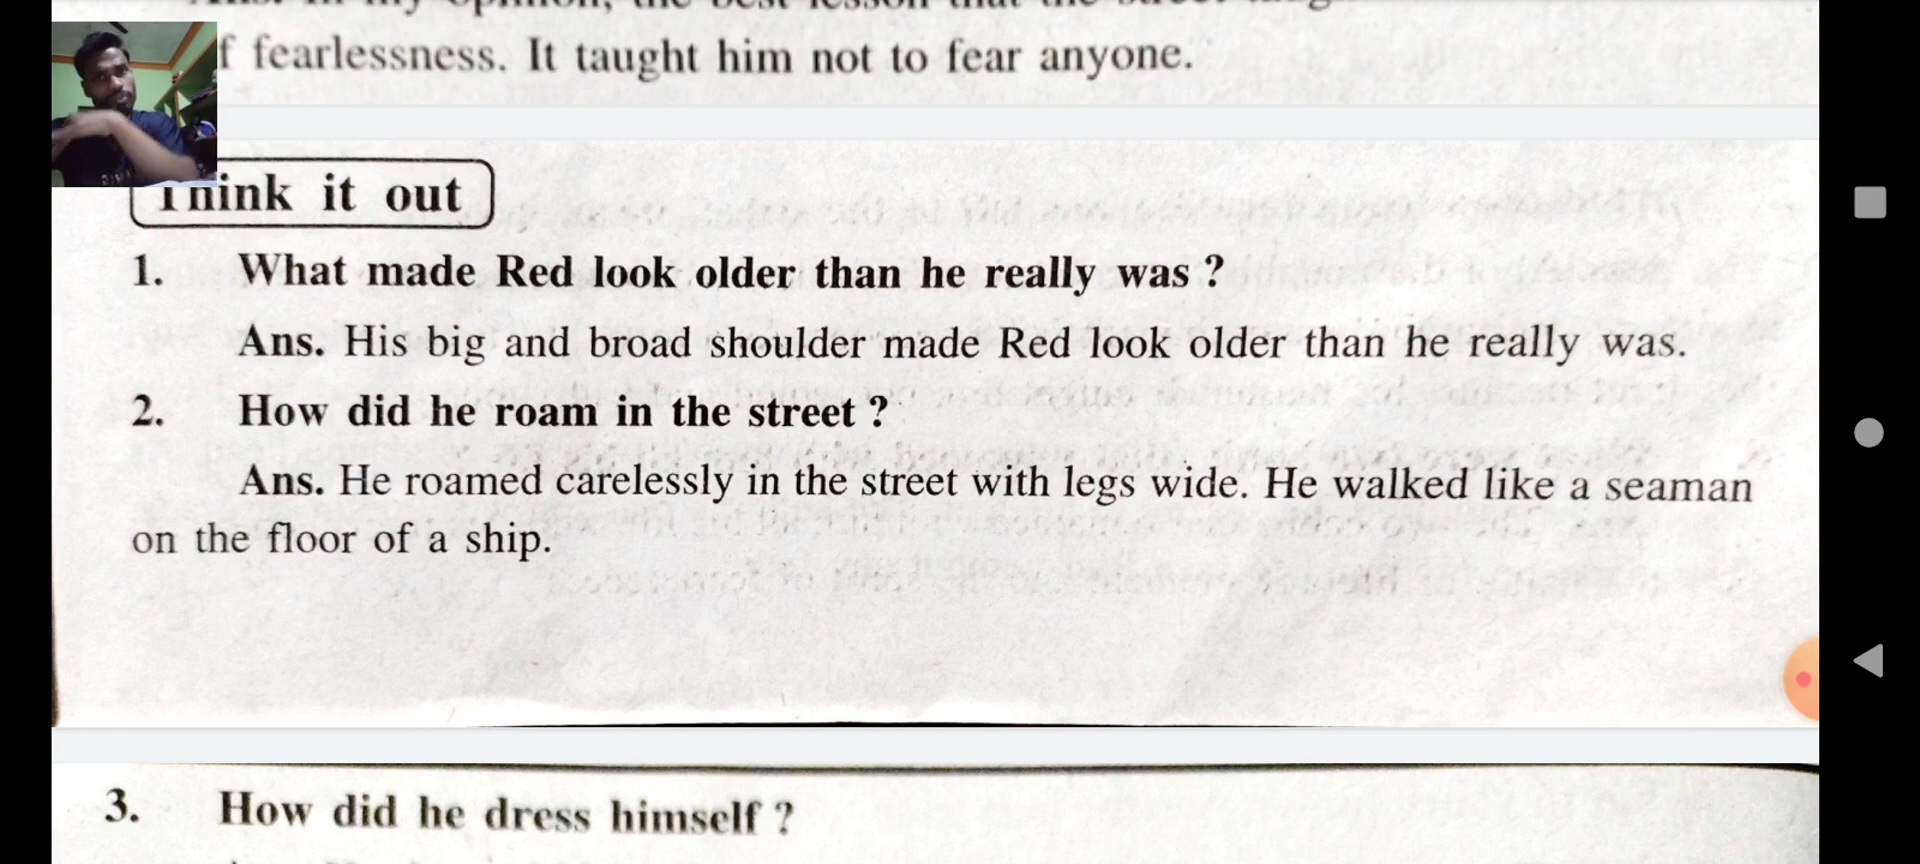 f fearlessness. It taught him not to fear anyone.
Think it out
1. What made Red look older than he really was ?
Ans. His big and broad shoulder made Red look older than he really was.
2. How did he roam in the street ?
Ans. He roamed carelessly in the street with legs wide. He walked like a seaman
on the floor of a ship.
3. How did he dress himself ?